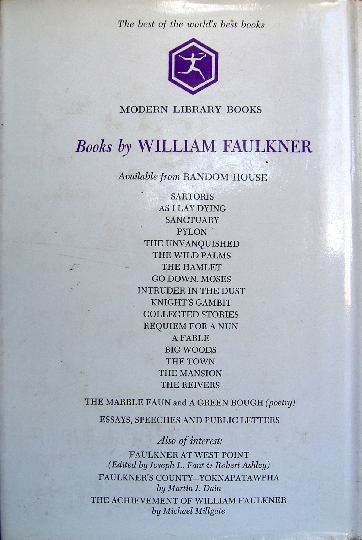 The best of the world's best books
MODERN LIBRARY BOOKS
Books by WILLIAM FAULKNER
Available from RANDOM HOUSE
SARTORIS
AS I LAY DYING
SANCTUARY
PYLON
THE UNVANQUISHED
THE WILD PALMS
THE HAMLET
GO DOWN, MOSES
INTRUDER IN THE DUST
KNIGHT'S GAMBIT
COLLECTED STORIES
REQUIEM FOR A NUN
A FABLE
BIG WOODS
THE TOWN
THE MANSION
THE REIVERS
THE MARBLE FAUN and A GREEN BOUGH (poetry)
ESSAYS, SPEECHES AND PUBLIC LETTERS
Also of interest:
FAULKNER AT WEST POINT
(Edited by Joseph L. Fant & Robert Ashley)
FAULKNER'S COUNTY—YOKNAPATAWPHA
by Martin J. Dain
THE ACHIEVEMENT OF WILLIAM FAULKNER
by Michael Millgate